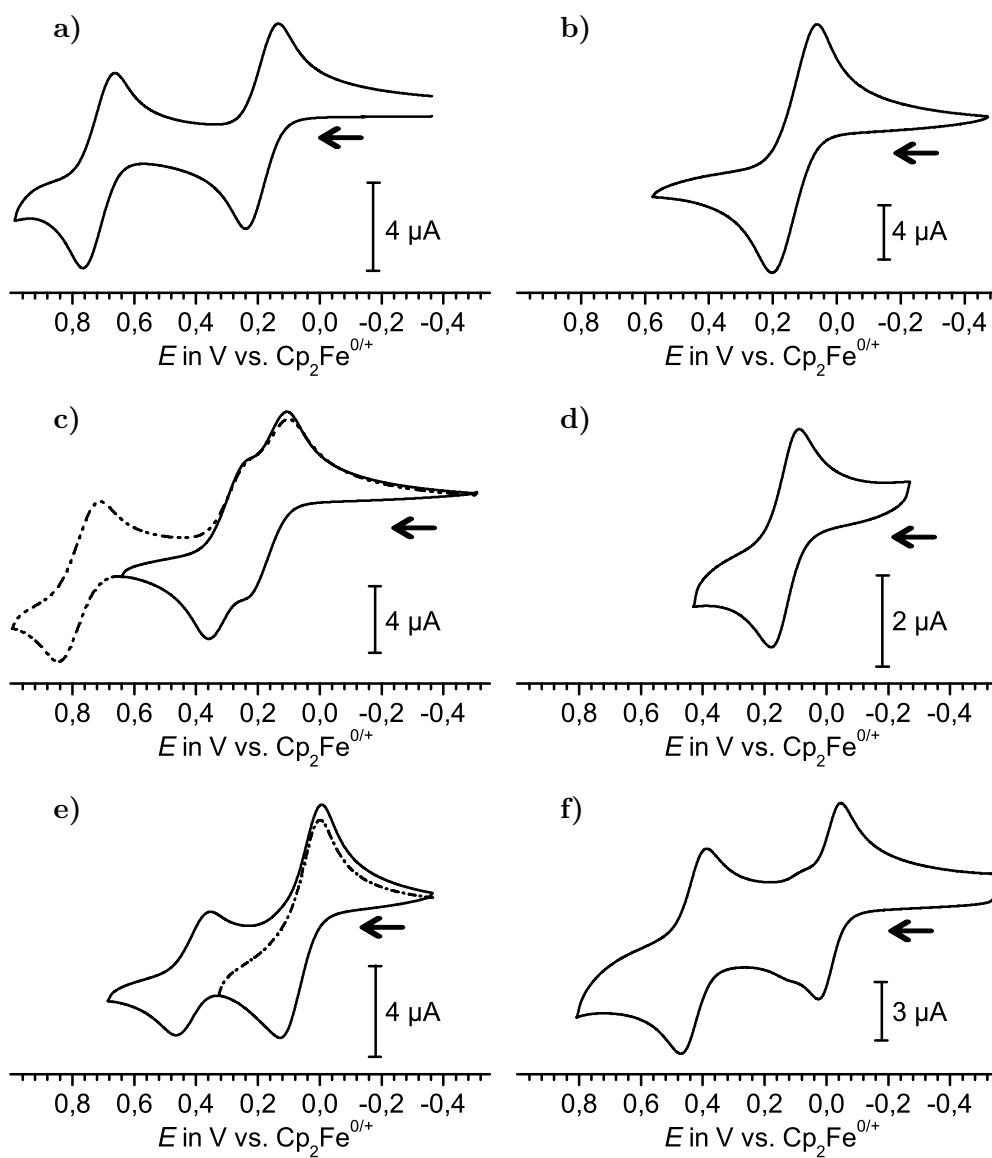 a) b)
4 µA 4 µA
0,8 0,6 0,4 0,2 0,0 -0,2 -0,4 0,8 0,6 0,4 0,2 0,0 -0,2 -0,4
E in V vs. Cp2Fe0/+ E in V vs. Cp2Fe0/+
c) d)
4 µA 2 µA
0,8 0,6 0,4 0,2 0,0 -0,2 -0,4 0,8 0,6 0,4 0,2 0,0 -0,2 -0,4
E in V vs. Cp2Fe0/+ E in V vs. Cp2Fe0/+
e) f)
4 µA 3 µA
0,8 0,6 0,4 0,2 0,0 -0,2 -0,4 0,8 0,6 0,4 0,2 0,0 -0,2 -0,4
E in V vs. Cp2Fe0/+ E in V vs. Cp2Fe0/+